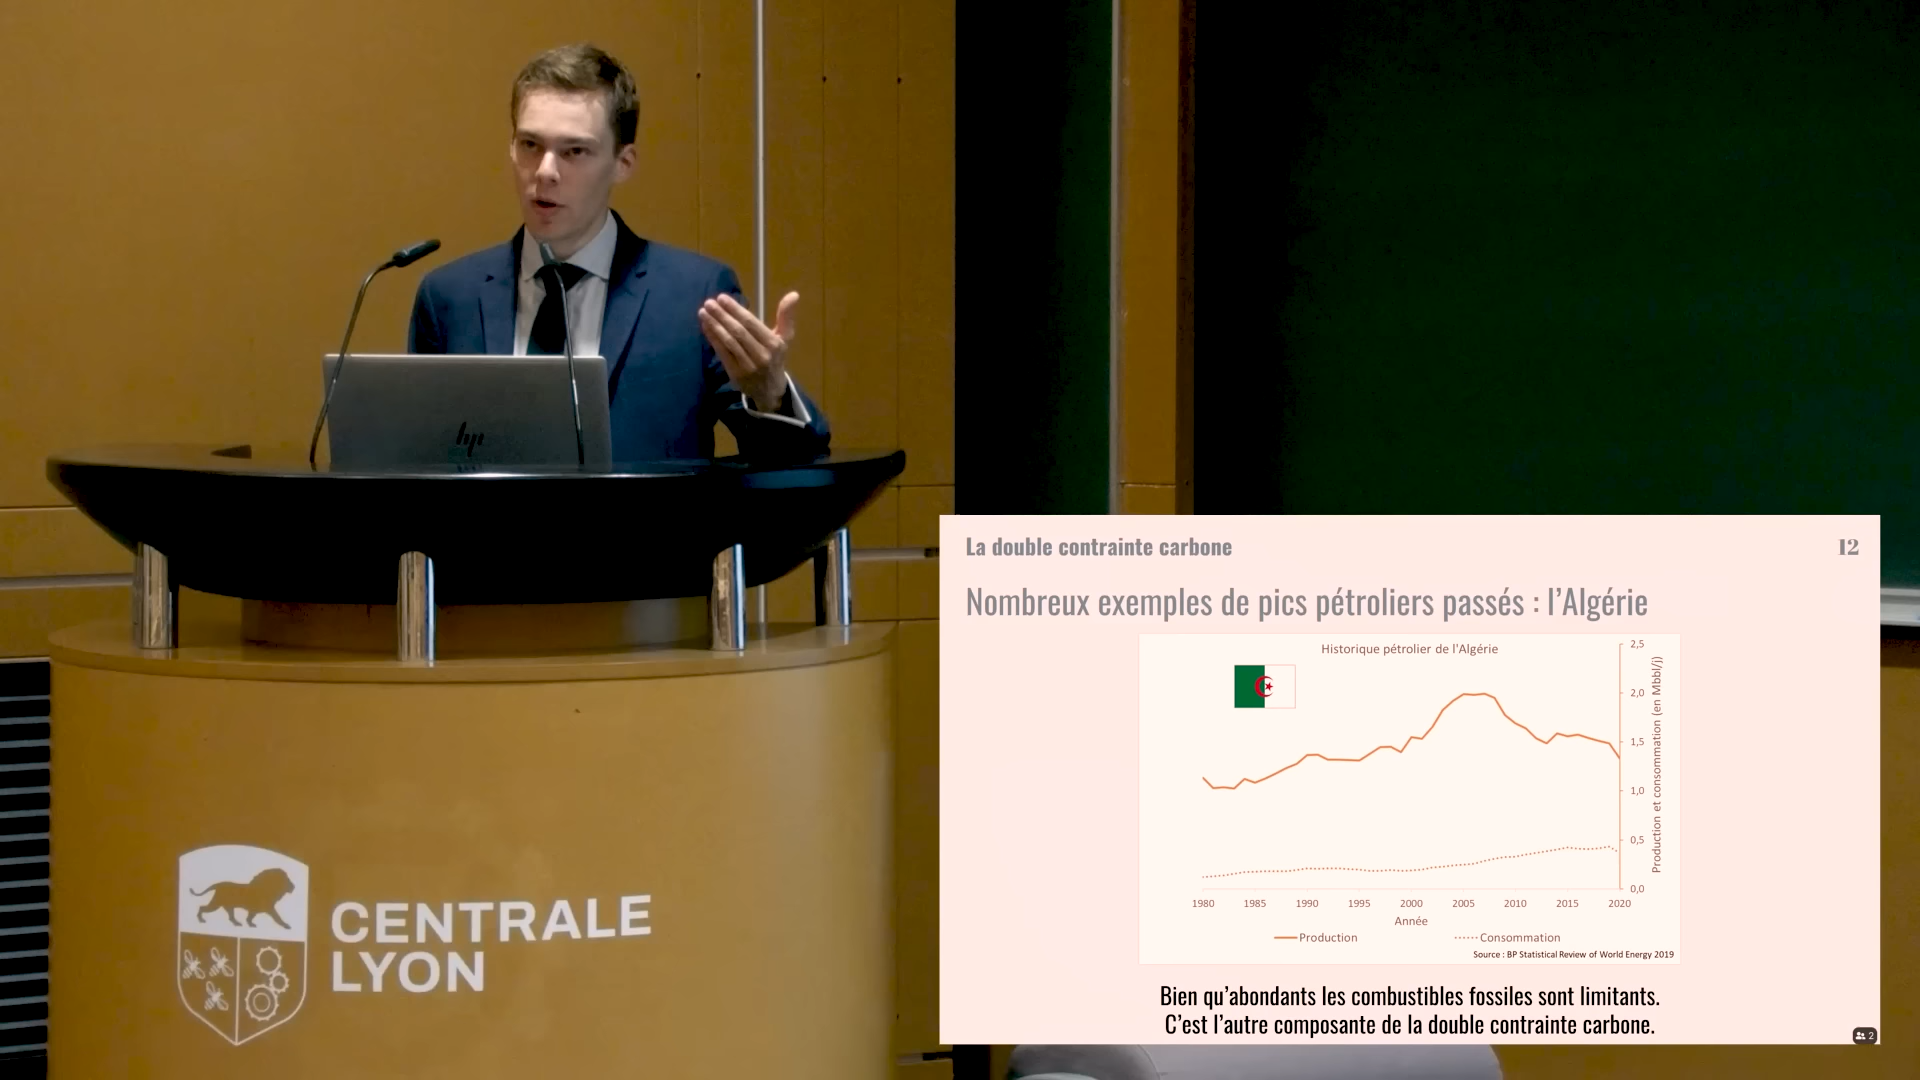 hp
CENTRALE
LYON
La double contrainte carbone
12
Nombreux exemples de pics pétroliers passés : l’Algérie
Historique pétrolier de l'Algérie
2,5
2,0
1,5
1,0
0,5
0,0
Production et consommation (en Mbbl/j)
1980 1985 1990 1995 2000 2005 2010 2015 2020
Année
Production Consommation
Source : BP Statistical Review of World Energy 2019
Bien qu’abondants les combustibles fossiles sont limitants.
C’est l’autre composante de la double contrainte carbone.
2